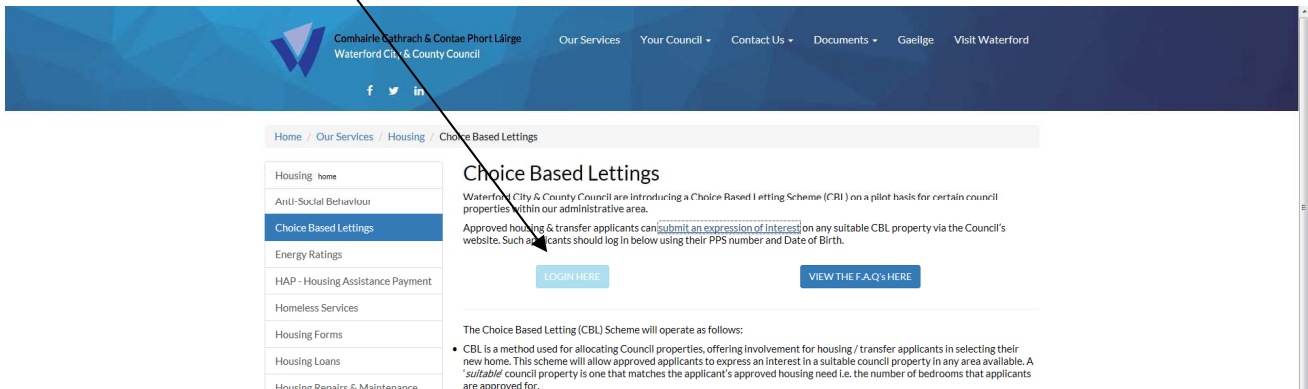 Comhairle Cathrach & Contae Phort Láirge
Waterford City & County Council
Our Services
Your Council
Contact Us
Documents
Gaeilge
Visit Waterford
Home / Our Services / Housing / Choice Based Lettings
Housing home
Anti-Social Behaviour
Choice Based Lettings
Energy Ratings
HAP - Housing Assistance Payment
Homeless Services
Housing Forms
Housing Loans
Housing Repairs & Maintenance
Choice Based Lettings
Waterford City & County Council are introducing a Choice Based Letting Scheme (CBL) on a pilot basis for certain council
properties within our administrative area.
Approved housing & transfer applicants can submit an expression of interest on any suitable CBL property via the Council's
website. Such applicants should log in below using their PPS number and Date of Birth.
LOGIN HERE
VIEW THE F.A.Q's HERE
The Choice Based Letting (CBL) Scheme will operate as follows:
• CBL is a method used for allocating Council properties, offering involvement for housing / transfer applicants in selecting their
new home. This scheme will allow approved applicants to express an interest in a suitable council property in any area available. A
'suitable' council property is one that matches the applicant's approved housing need i.e. the number of bedrooms that applicants
are approved for.